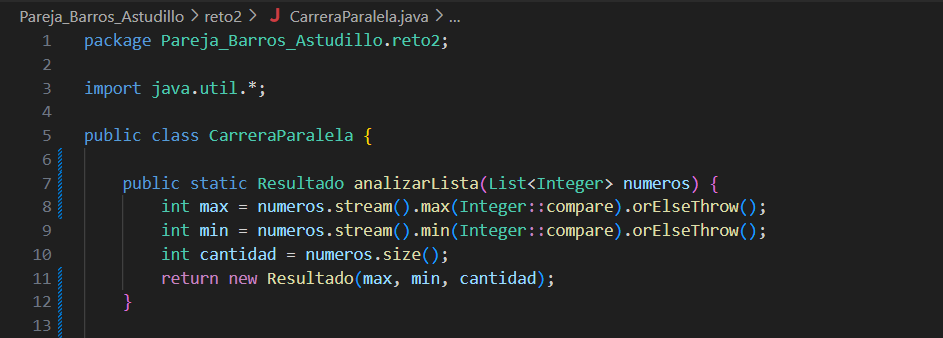 Pareja_Barros_Astudillo > reto2 > J CarreraParalela.java > ...
1 package Pareja_Barros_Astudillo.reto2;
2
3 import java.util.*;
4
5 public class CarreraParalela {
6
7 public static Resultado analizarLista(List<Integer> numeros) {
8 int max = numeros.stream().max(Integer::compare).orElseThrow();
9 int min = numeros.stream().min(Integer::compare).orElseThrow();
10 int cantidad = numeros.size();
11 return new Resultado(max, min, cantidad);
12 }
13